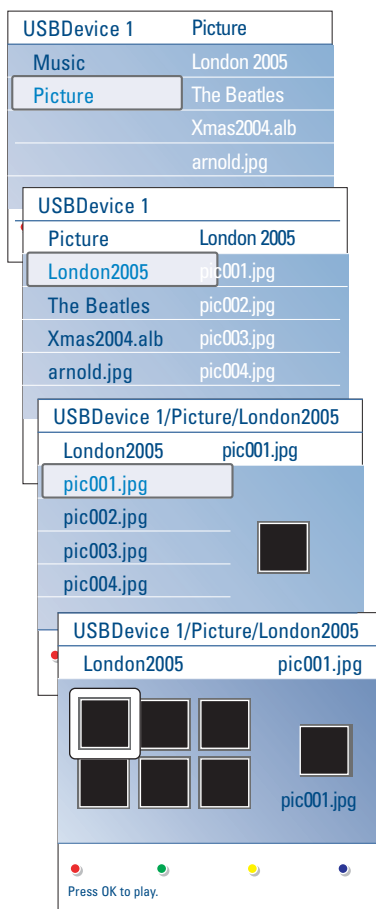 USBDevice 1 Picture
Music London 2005
Picture The Beatles
Xmas2004.alb
arnold.jpg
USBDevice 1
Picture London 2005
London2005 pic001.jpg
The Beatles pic002.jpg
Xmas2004.alb pic003.jpg
arnold.jpg pic004.jpg
USBDevice 1/Picture/London2005
London2005 pic001.jpg
pic001.jpg
pic002.jpg
pic003.jpg
pic004.jpg
USBDevice 1/Picture/London2005
London2005 pic001.jpg
pic001.jpg
Press OK to play.